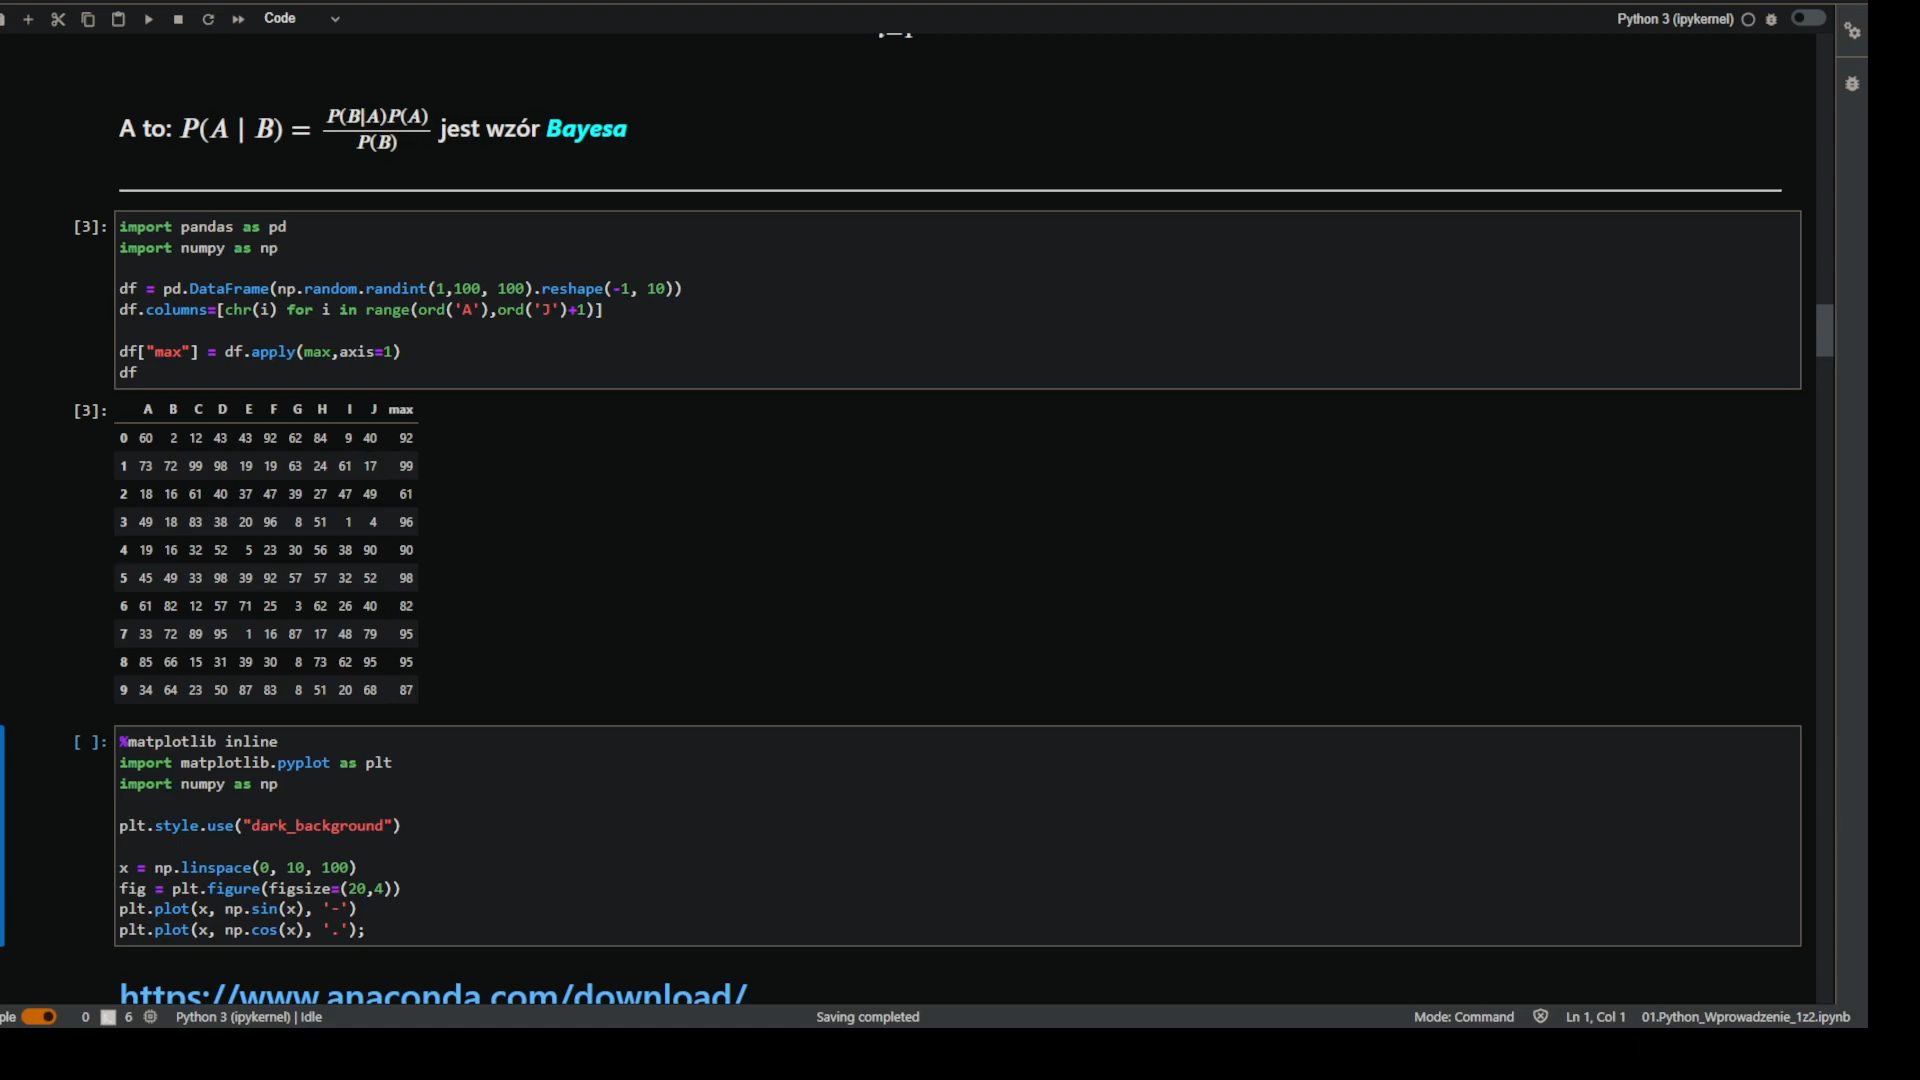 Code
Python 3 (ipykernel)
A to: P(A | B) = P(B|A)P(A) / P(B) jest wzór Bayesa
[3]: import pandas as pd
import numpy as np
df = pd.DataFrame(np.random.randint(1,100, 100).reshape(-1, 10))
df.columns=[chr(i) for i in range(ord('A'),ord('J')+1)]
df["max"] = df.apply(max,axis=1)
df
[3]: A B C D E F G H I J max
0 60 2 12 43 43 92 62 84 9 40 92
1 73 72 99 98 19 19 63 24 61 17 99
2 18 16 61 40 37 47 39 27 47 49 61
3 49 18 83 38 20 96 8 51 1 4 96
4 19 16 32 52 5 23 30 56 38 90 90
5 45 49 33 98 39 92 57 57 32 52 98
6 61 82 12 57 71 25 3 62 26 40 82
7 33 72 89 95 1 16 87 17 48 79 95
8 85 66 15 31 39 30 8 73 62 95 95
9 34 64 23 50 87 83 8 51 20 68 87
[ ]: %matplotlib inline
import matplotlib.pyplot as plt
import numpy as np
plt.style.use("dark_background")
x = np.linspace(0, 10, 100)
fig = plt.figure(figsize=(20,4))
plt.plot(x, np.sin(x), '-')
plt.plot(x, np.cos(x), '.');
https://www.anaconda.com/download/
ple 0 6 Python 3 (ipykernel) | Idle Saving completed Mode: Command Ln 1, Col 1 01.Python_Wprowadzenie_1z2.ipynb